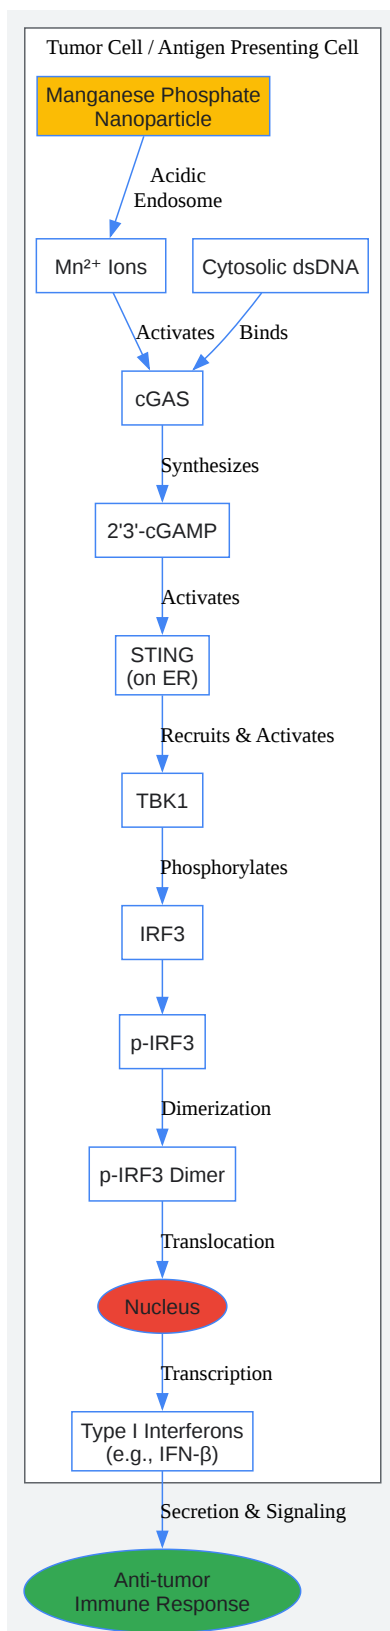 Tumor Cell / Antigen Presenting Cell
Manganese Phosphate
Nanoparticle
Acidic
Endosome
Mn²⁺ Ions
Cytosolic dsDNA
Activates
Binds
cGAS
Synthesizes
2'3'-cGAMP
Activates
STING
(on ER)
Recruits & Activates
TBK1
Phosphorylates
IRF3
p-IRF3
Dimerization
p-IRF3 Dimer
Translocation
Nucleus
Transcription
Type I Interferons
(e.g., IFN-β)
Secretion & Signaling
Anti-tumor
Immune Response